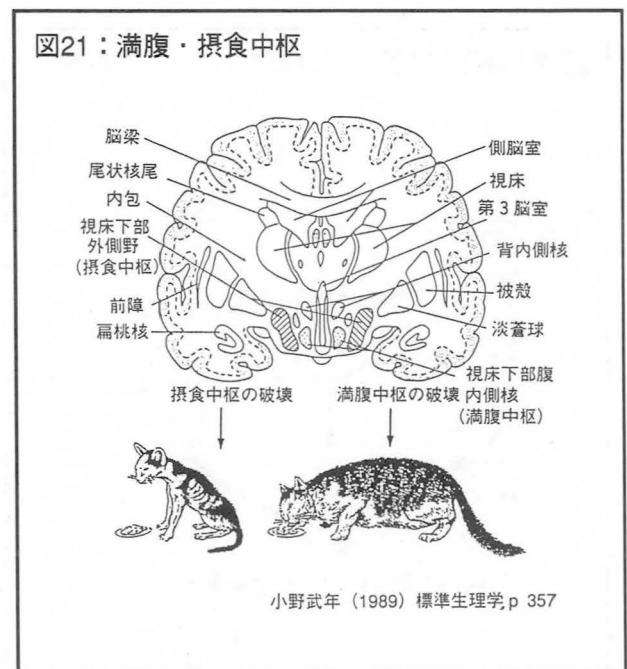 図21：満腹・摂食中枢
脳梁
尾状核尾
内包
視床下部
外側野
(摂食中枢)
前障
扁桃核
側脳室
視床
第3脳室
背内側核
被殻
淡蒼球
視床下部腹
内側核
(満腹中枢)
摂食中枢の破壊
満腹中枢の破壊
小野武年（1989）標準生理学,p 357